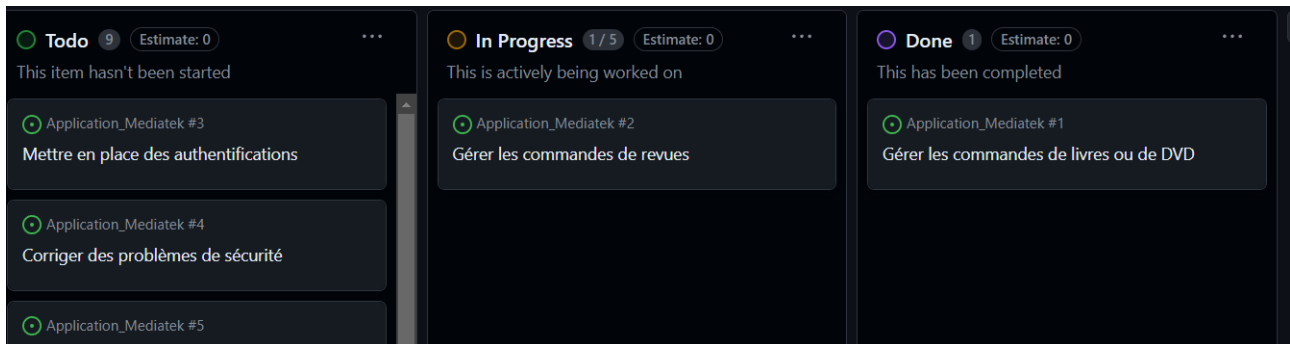 Todo 9 Estimate: 0 ...
This item hasn't been started
Application_Mediatek #3
Mettre en place des authentifications
Application_Mediatek #4
Corriger des problèmes de sécurité
Application_Mediatek #5
In Progress 1 / 5 Estimate: 0 ...
This is actively being worked on
Application_Mediatek #2
Gérer les commandes de revues
Done 1 Estimate: 0 ...
This has been completed
Application_Mediatek #1
Gérer les commandes de livres ou de DVD